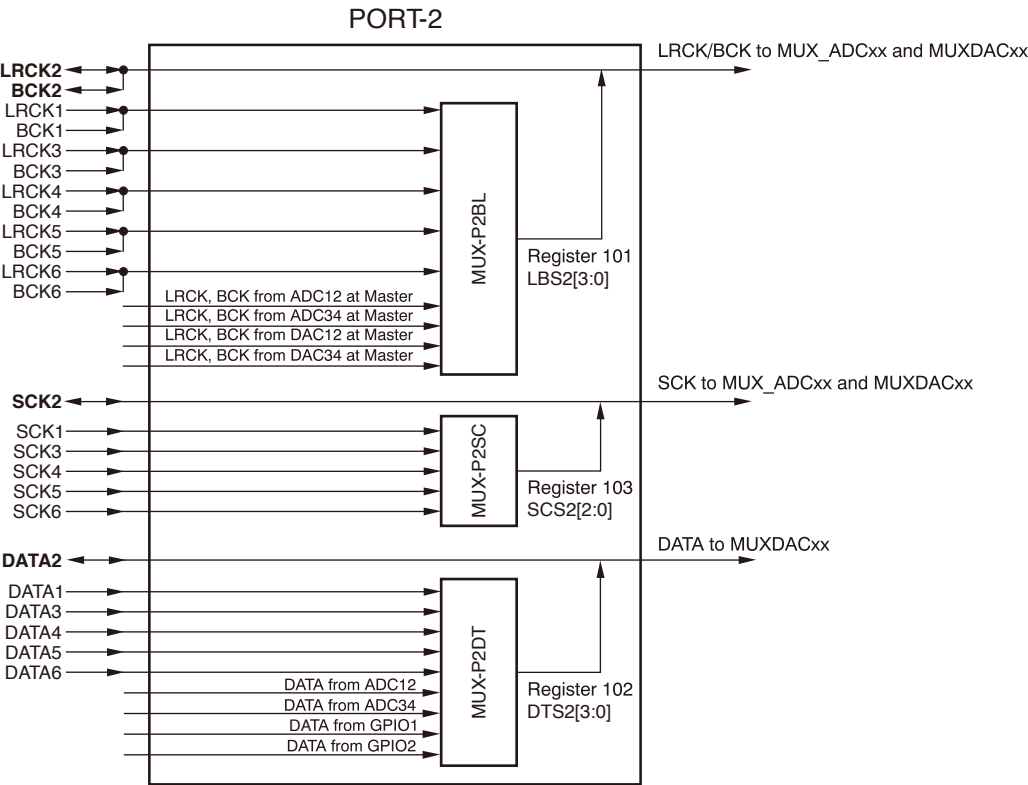 PORT-2
LRCK/BCK to MUX_ADCxx and MUXDACxx
LRCK2
BCK2
LRCK1
BCK1
LRCK3
BCK3
LRCK4
BCK4
LRCK5
BCK5
LRCK6
BCK6
MUX-P2BL
Register 101
LBS2[3:0]
LRCK, BCK from ADC12 at Master
LRCK, BCK from ADC34 at Master
LRCK, BCK from DAC12 at Master
LRCK, BCK from DAC34 at Master
SCK to MUX_ADCxx and MUXDACxx
SCK2
SCK1
SCK3
SCK4
SCK5
SCK6
MUX-P2SC
Register 103
SCS2[2:0]
DATA to MUXDACxx
DATA2
DATA1
DATA3
DATA4
DATA5
DATA6
MUX-P2DT
Register 102
DTS2[3:0]
DATA from ADC12
DATA from ADC34
DATA from GPIO1
DATA from GPIO2